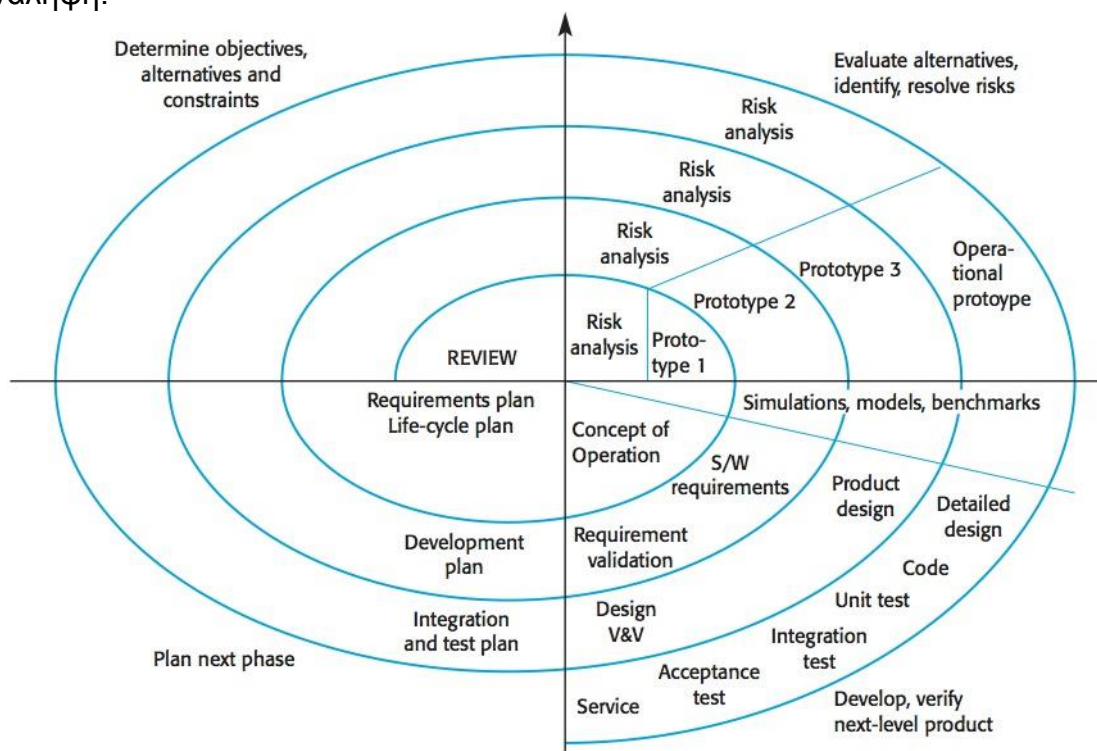 Determine objectives,
alternatives and
constraints
Evaluate alternatives,
identify, resolve risks
Risk
analysis
Risk
analysis
Risk
analysis
Risk
analysis
Proto-
type 1
Prototype 2
Prototype 3
Opera-
tional
protoype
REVIEW
Requirements plan
Life-cycle plan
Development
plan
Integration
and test plan
Plan next phase
Simulations, models, benchmarks
Concept of
Operation
S/W
requirements
Requirement
validation
Product
design
Detailed
design
Code
Unit test
Design
V&V
Integration
test
Acceptance
test
Service
Develop, verify
next-level product